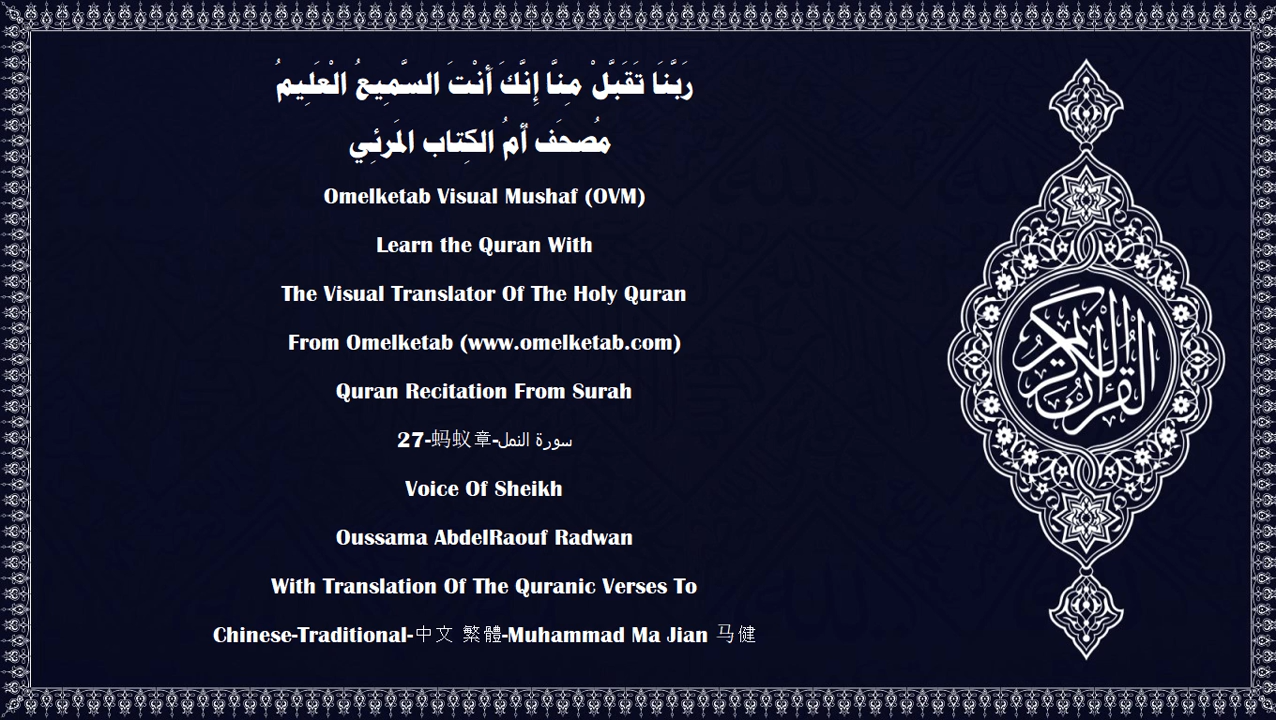 رَبَّنَا تَقَبَّلْ مِنَّا إِنَّكَ أَنْتَ السَّمِيعُ الْعَلِيمُ
مُصحَف أمُ الكِتاب المَرئِي
Omelketab Visual Mushaf (OVM)
Learn the Quran With
The Visual Translator Of The Holy Quran
From Omelketab (www.omelketab.com)
Quran Recitation From Surah
27-蚂蚁章-سورة النمل
Voice Of Sheikh
Oussama AbdelRaouf Radwan
With Translation Of The Quranic Verses To
Chinese-Traditional-中文 繁體-Muhammad Ma Jian 马健
القرآن الكريم